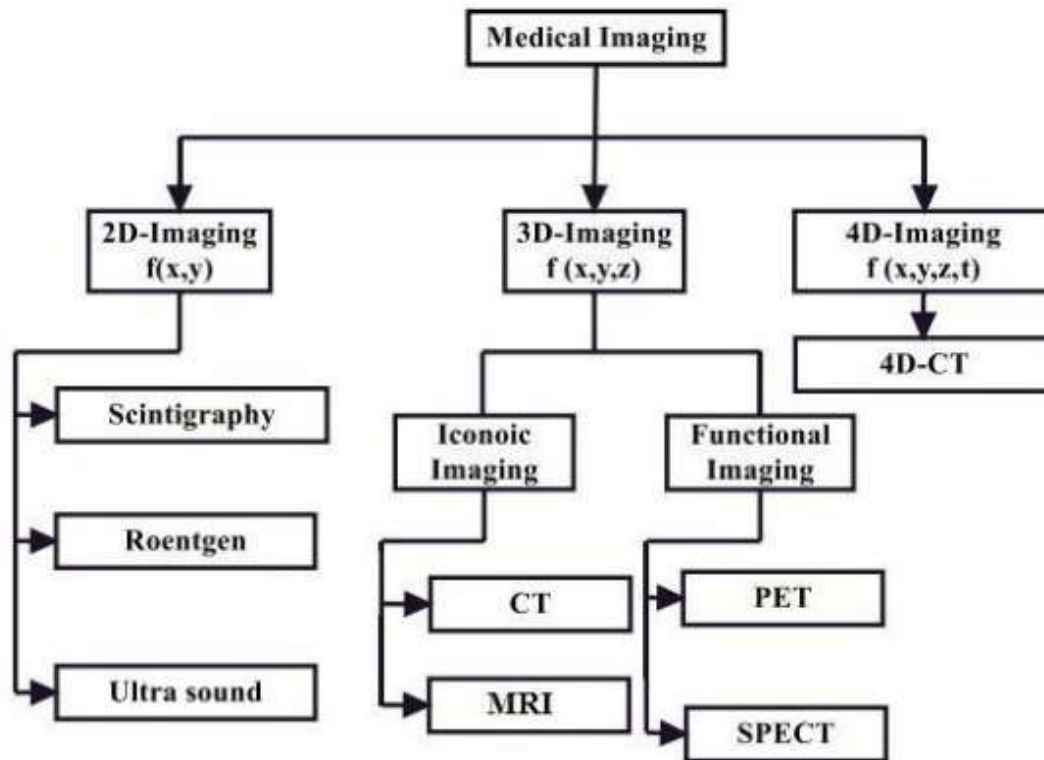 Medical Imaging
2D-Imaging
f(x,y)
3D-Imaging
f (x,y,z)
4D-Imaging
f (x,y,z,t)
4D-CT
Scintigraphy
Iconoic
Imaging
Functional
Imaging
Roentgen
CT
PET
Ultra sound
MRI
SPECT